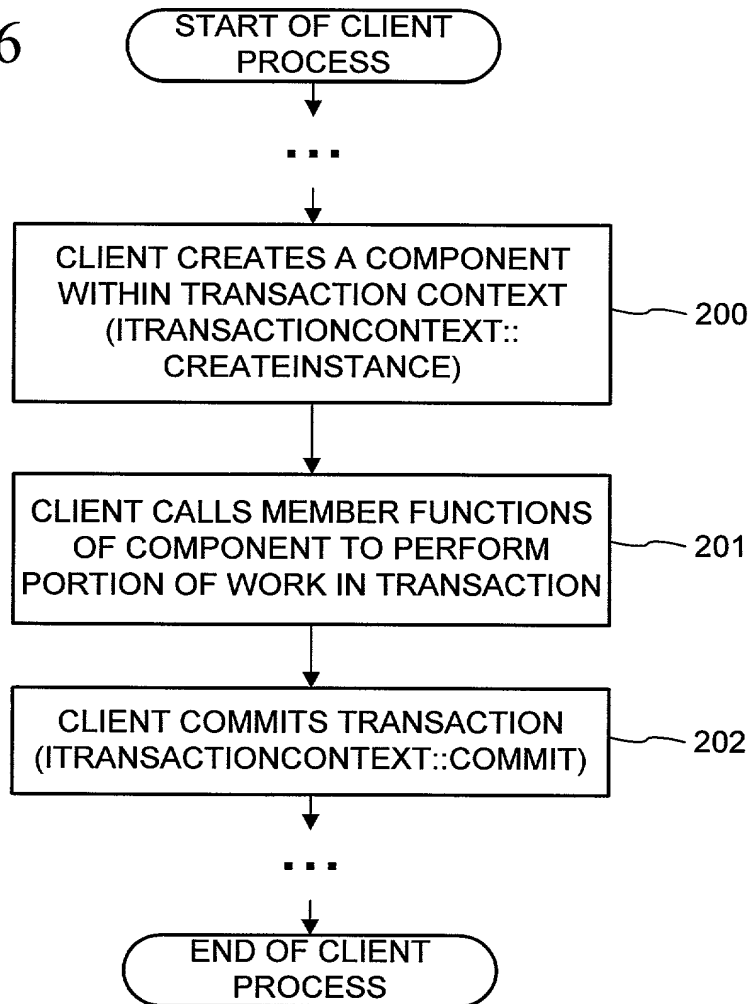 6
START OF CLIENT
PROCESS
...
CLIENT CREATES A COMPONENT
WITHIN TRANSACTION CONTEXT
(ITRANSACTIONCONTEXT::
CREATEINSTANCE)
200
CLIENT CALLS MEMBER FUNCTIONS
OF COMPONENT TO PERFORM
PORTION OF WORK IN TRANSACTION
201
CLIENT COMMITS TRANSACTION
(ITRANSACTIONCONTEXT::COMMIT)
202
...
END OF CLIENT
PROCESS